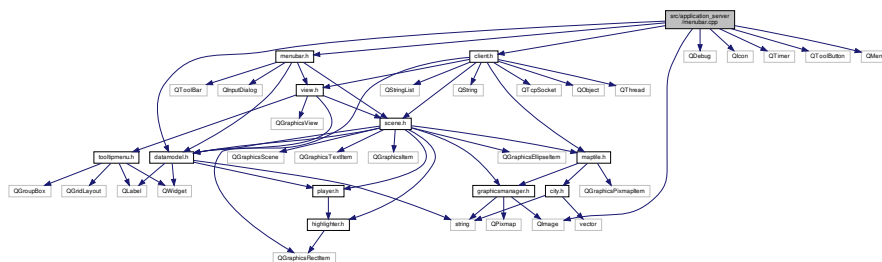 src/application_server
/menubar.cpp
menubar.h
client.h
QDebug
QIcon
QTimer
QToolButton
QMenu
QToolBar
QInputDialog
view.h
QStringList
QString
QTcpSocket
QObject
QThread
QGraphicsView
scene.h
tooltipmenu.h
datamodel.h
QGraphicsScene
QGraphicsTextItem
QGraphicsItem
QGraphicsEllipseItem
maptile.h
QGroupBox
QGridLayout
QLabel
QWidget
player.h
graphicmanager.h
city.h
QGraphicsPixmapItem
highlighter.h
string
QPixmap
QImage
vector
QGraphicsRectItem